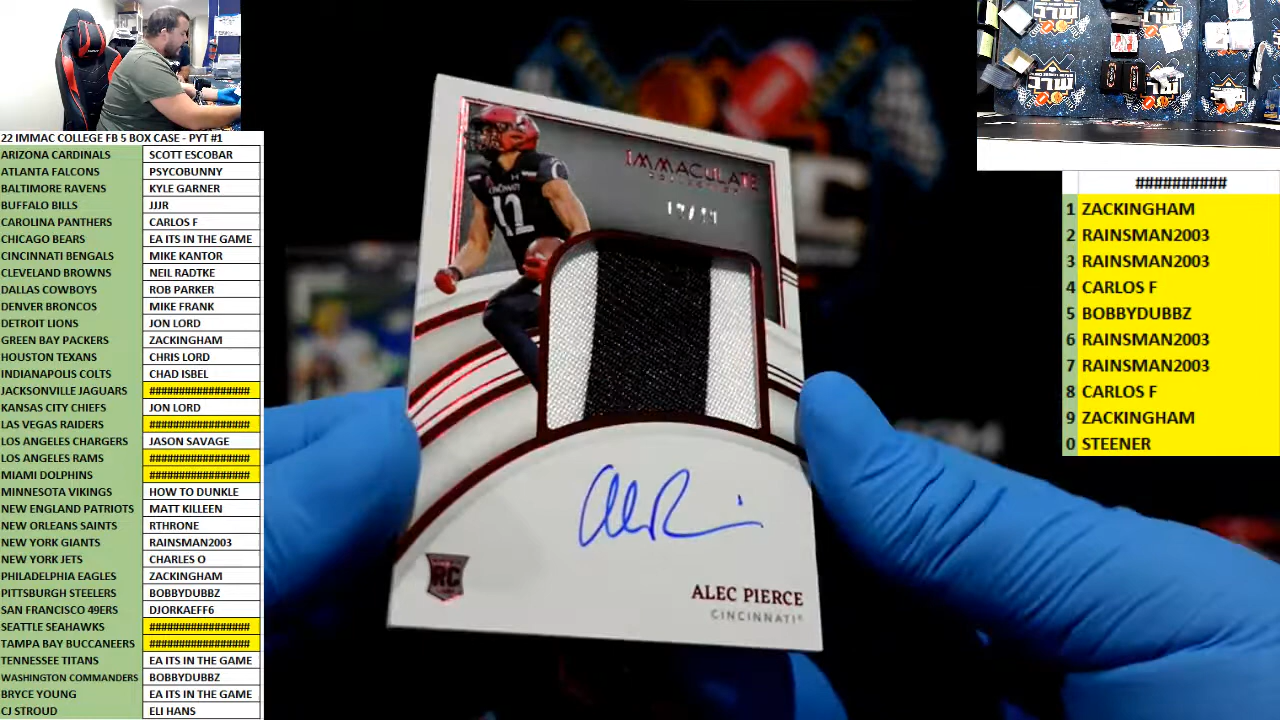 22 IMMAC COLLEGE FB 5 BOX CASE - PYT #1
ARIZONA CARDINALS SCOTT ESCOBAR
ATLANTA FALCONS PSYCOBUNNY
BALTIMORE RAVENS KYLE GARNER
BUFFALO BILLS JJJR
CAROLINA PANTHERS CARLOS F
CHICAGO BEARS EA ITS IN THE GAME
CINCINNATI BENGALS MIKE KANTOR
CLEVELAND BROWNS NEIL RADTKE
DALLAS COWBOYS ROB PARKER
DENVER BRONCOS MIKE FRANK
DETROIT LIONS JON LORD
GREEN BAY PACKERS ZACKINGHAM
HOUSTON TEXANS CHRIS LORD
INDIANAPOLIS COLTS CHAD ISBEL
JACKSONVILLE JAGUARS ################
KANSAS CITY CHIEFS JON LORD
LAS VEGAS RAIDERS ################
LOS ANGELES CHARGERS JASON SAVAGE
LOS ANGELES RAMS ################
MIAMI DOLPHINS ################
MINNESOTA VIKINGS HOW TO DUNKLE
NEW ENGLAND PATRIOTS MATT KILLEEN
NEW ORLEANS SAINTS RTHRONE
NEW YORK GIANTS RAINSMAN2003
NEW YORK JETS CHARLES O
PHILADELPHIA EAGLES ZACKINGHAM
PITTSBURGH STEELERS BOBBYDUBBZ
SAN FRANCISCO 49ERS DJORKAEFF6
SEATTLE SEAHAWKS ################
TAMPA BAY BUCCANEERS ################
TENNESSEE TITANS EA ITS IN THE GAME
WASHINGTON COMMANDERS BOBBYDUBBZ
BRYCE YOUNG EA ITS IN THE GAME
CJ STROUD ELI HANS
IMMACULATE
COLLECTION
CINCINNATI
12
RC
ALEC PIERCE
CINCINNATI
##########
1 ZACKINGHAM
2 RAINSMAN2003
3 RAINSMAN2003
4 CARLOS F
5 BOBBYDUBBZ
6 RAINSMAN2003
7 RAINSMAN2003
8 CARLOS F
9 ZACKINGHAM
0 STEENER